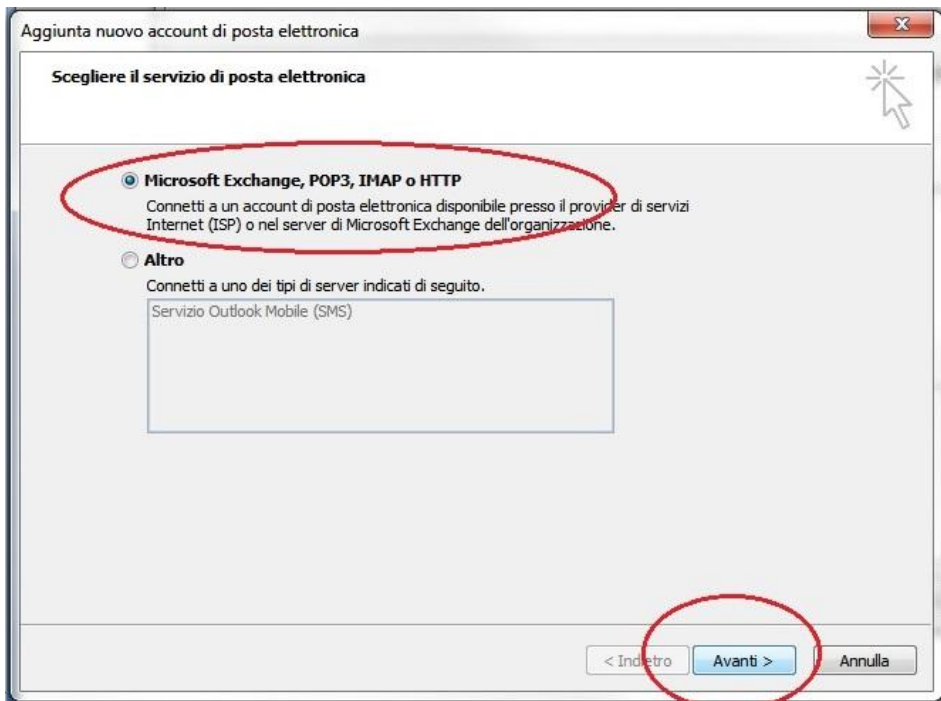 Aggiunta nuovo account di posta elettronica
Scegliere il servizio di posta elettronica
Microsoft Exchange, POP3, IMAP o HTTP
Connetti a un account di posta elettronica disponibile presso il provider di servizi
Internet (ISP) o nel server di Microsoft Exchange dell'organizzazione.
Altro
Connetti a uno dei tipi di server indicati di seguito.
Servizio Outlook Mobile (SMS)
< Indietro Avanti > Annulla